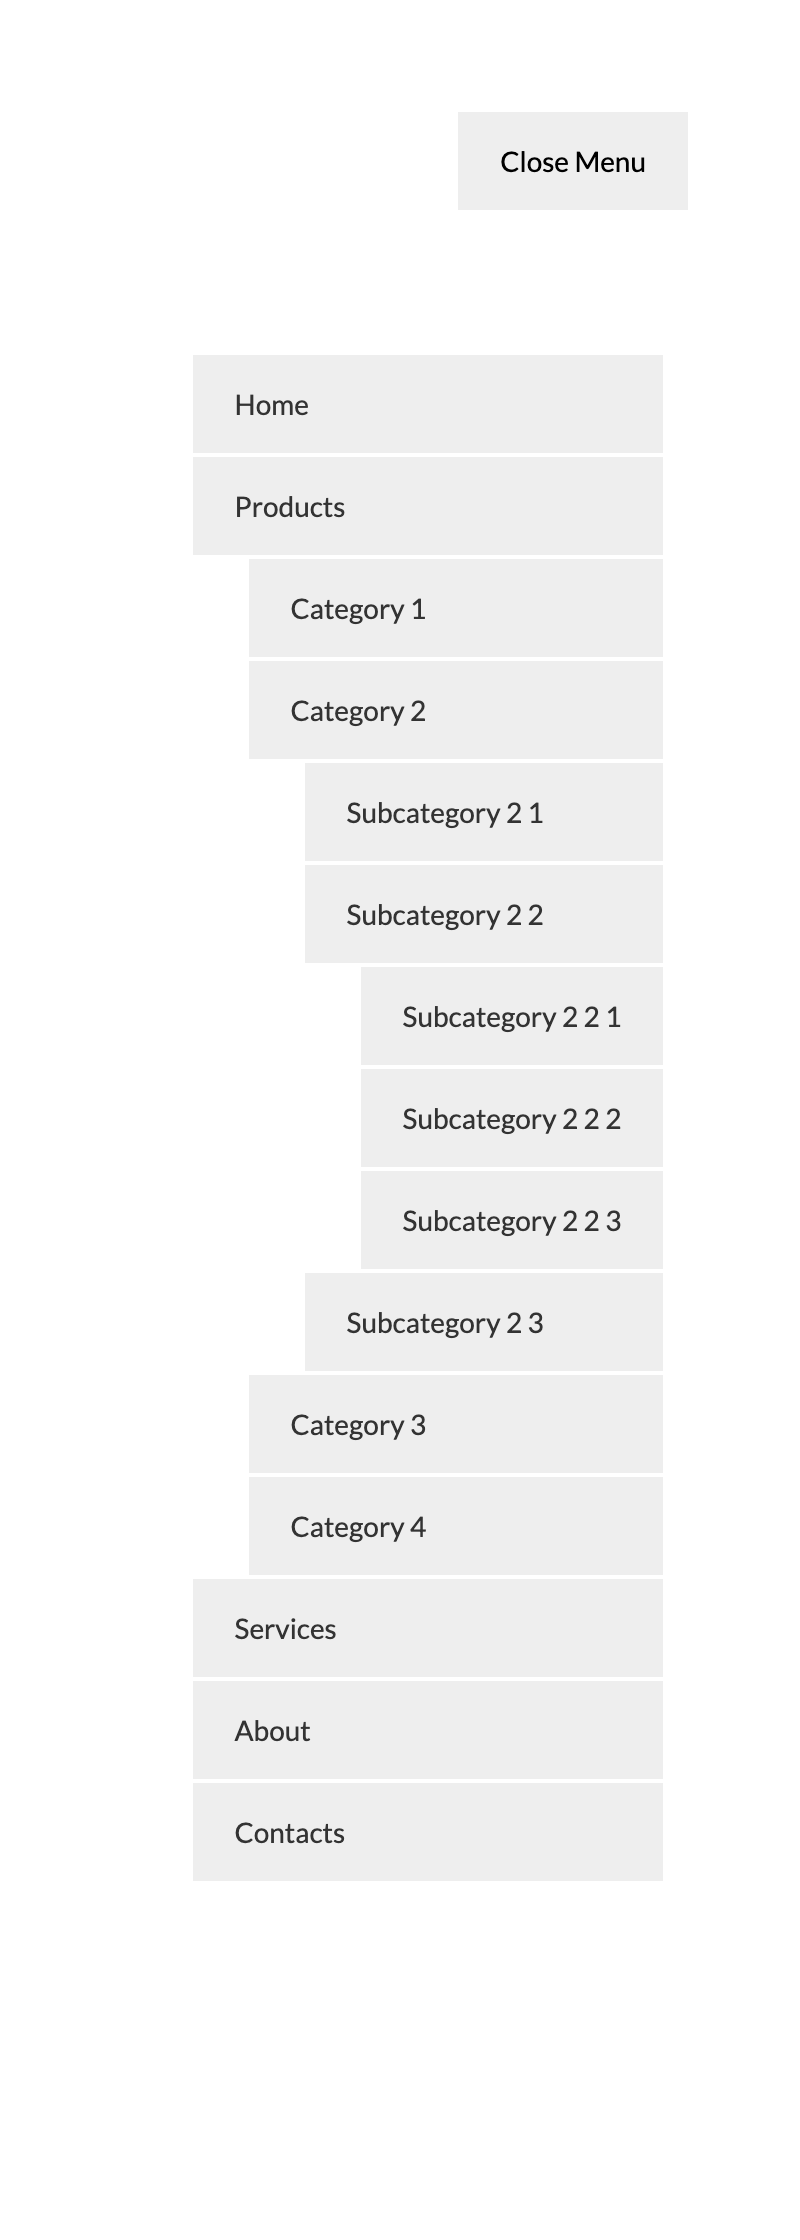 Close Menu
Home
Products
Category 1
Category 2
Subcategory 2 1
Subcategory 2 2
Subcategory 2 2 1
Subcategory 2 2 2
Subcategory 2 2 3
Subcategory 2 3
Category 3
Category 4
Services
About
Contacts